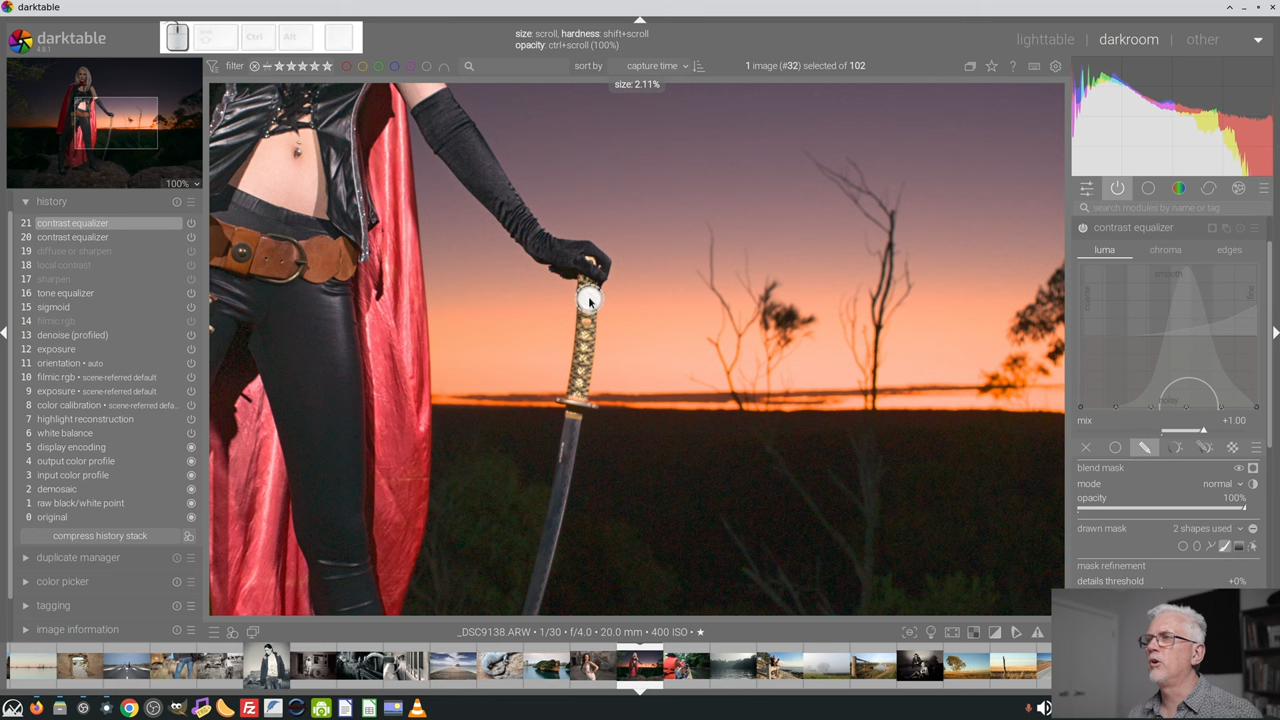 darktable
darktable
4.8.1
Ctrl
Alt
size: scroll, hardness: shift+scroll
opacity: ctrl+scroll (100%)
lighttable | darkroom | other
filter
sort by capture time
1 image (#32) selected of 102
size: 2.11%
100%
history
21 contrast equalizer
20 contrast equalizer
19 diffuse or sharpen
18 local contrast
17 sharpen
16 tone equalizer
15 sigmoid
14 filmic rgb
13 denoise (profiled)
12 exposure
11 orientation • auto
10 filmic rgb • scene-referred default
9 exposure • scene-referred default
8 color calibration • scene-referred defa...
7 highlight reconstruction
6 white balance
5 display encoding
4 output color profile
3 input color profile
2 demosaic
1 raw black/white point
0 original
compress history stack
duplicate manager
color picker
tagging
image information
search modules by name or tag
contrast equalizer
luma chroma edges
smooth
coarse
fine
noisy
mix +1.00
blend mask
mode normal
opacity 100%
drawn mask 2 shapes used
mask refinement
details threshold +0%
_DSC9138.ARW • 1/30 • f/4.0 • 20.0 mm • 400 ISO • ★